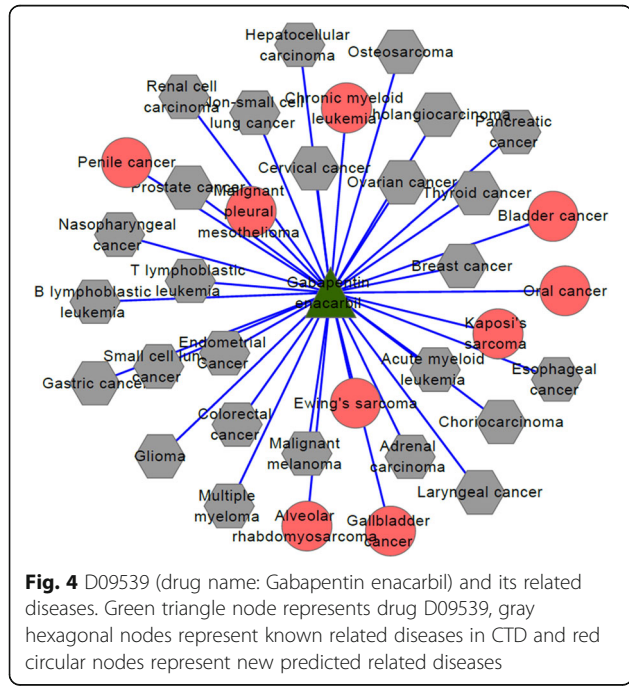 Hepatocellular
carcinoma
Osteosarcoma
Renal cell
carcinoma
Non-small cell
lung cancer
Chronic myeloid
leukemia
holangiocarcinoma
Pancreatic
cancer
Penile cancer
Prostate cancer
Malignant
pleural
mesothelioma
Cervical cancer
Ovarian cancer
Thyroid cancer
Bladder cancer
Nasopharyngeal
cancer
T lymphoblastic
leukemia
B lymphoblastic
leukemia
Gabapentin
enacarbil
Breast cancer
Oral cancer
Kaposi's
sarcoma
Small cell lung
cancer
Endometrial
Cancer
Gastric cancer
Acute myeloid
leukemia
Esophageal
cancer
Ewing's sarcoma
Choriocarcinoma
Colorectal
cancer
Glioma
Malignant
melanoma
Adrenal
carcinoma
Laryngeal cancer
Multiple
myeloma
Alveolar
rhabdomyosarcoma
Gallbladder
cancer
Fig. 4 D09539 (drug name: Gabapentin enacarbil) and its related
diseases. Green triangle node represents drug D09539, gray
hexagonal nodes represent known related diseases in CTD and red
circular nodes represent new predicted related diseases